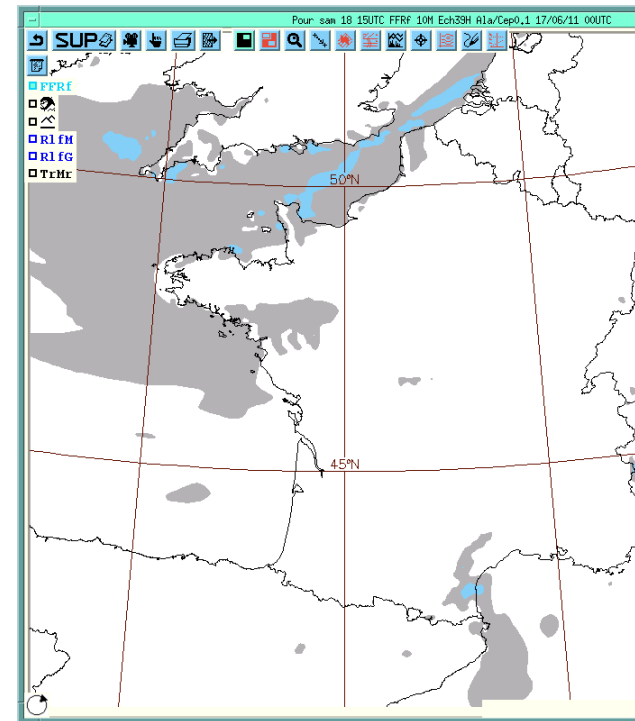 Pour sam 18 15UTC FFRf 10M Ech39H Ala/Cep0.1 17/06/11 00UTC
SUP
FFRf
RlfM
RlfG
TrMr
50°N
45°N